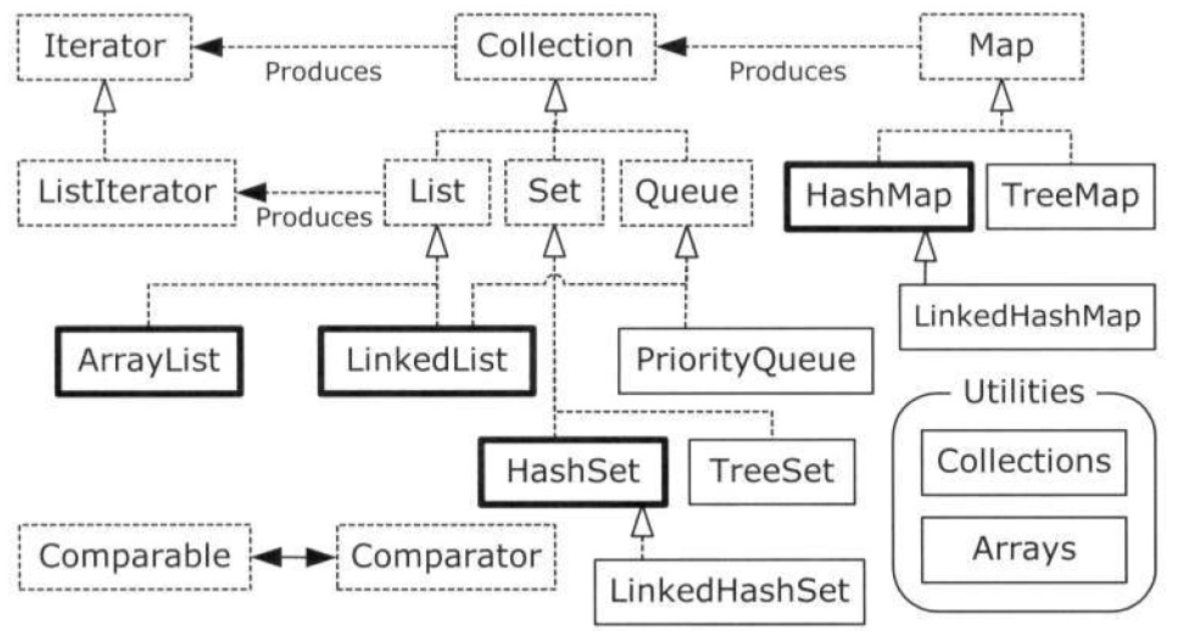 Iterator
Collection
Map
Produces
Produces
ListIterator
List
Set
Queue
HashMap
TreeMap
Produces
LinkedHashMap
ArrayList
LinkedList
PriorityQueue
Utilities
Collections
HashSet
TreeSet
Arrays
Comparable
Comparator
LinkedHashSet